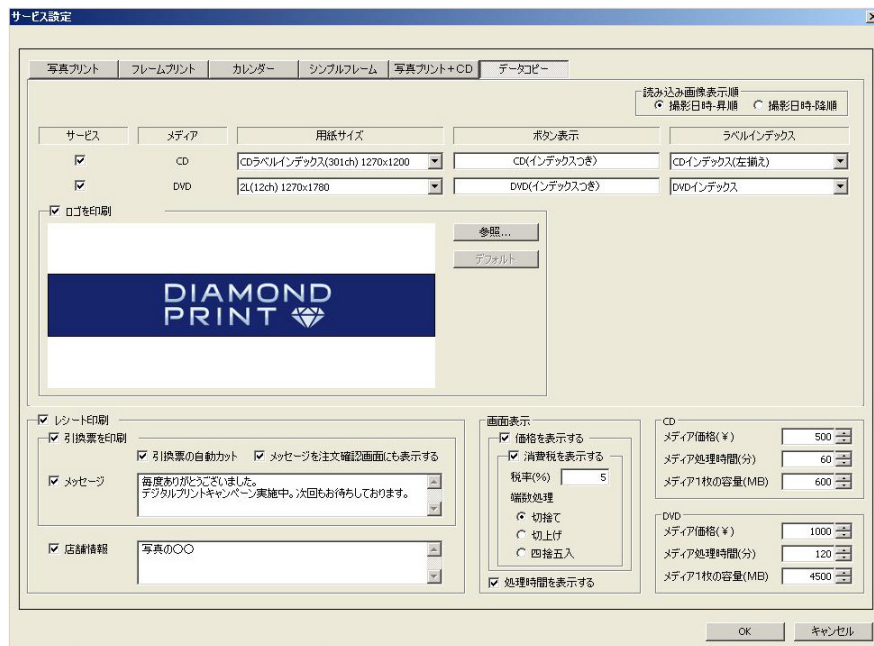 サービス設定
写真プリント フレームプリント カレンダー シンプルフレーム 写真プリント+CD データコピー
読み込み画像表示順
撮影日時-昇順 撮影日時-降順
サービス メディア 用紙サイズ ボタン表示 ラベルインデックス
CD CDラベルインデックス(301ch) 1270x1200 CD(インデックスつき) CDインデックス(左揃え)
DVD 2L(12ch) 1270x1780 DVD(インデックスつき) DVDインデックス
ロゴを印刷
参照...
デフォルト
DIAMOND
PRINT
レシート印刷
引換票を印刷
引換票の自動カット メッセージを注文確認画面にも表示する
メッセージ 毎度ありがとうございました。
デジタルプリントキャンペーン実施中。次回もお待ちしております。
店舗情報 写真の〇〇
画面表示
価格を表示する
消費税を表示する
税率(%) 5
端数処理
切捨て
切上げ
四捨五入
処理時間を表示する
CD
メディア価格(¥) 500
メディア処理時間(分) 60
メディア1枚の容量(MB) 600
DVD
メディア価格(¥) 1000
メディア処理時間(分) 120
メディア1枚の容量(MB) 4500
OK キャンセル